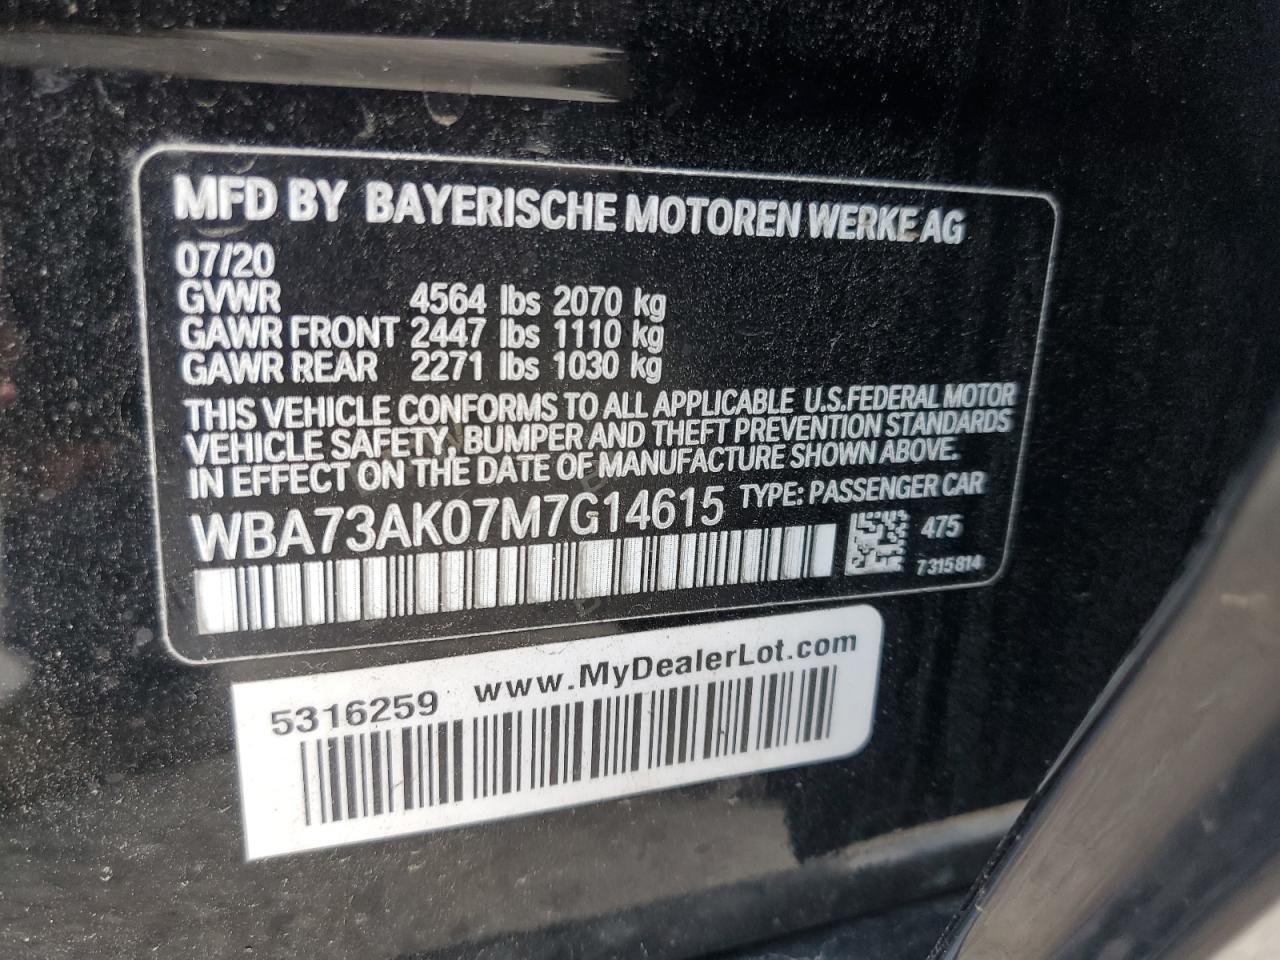 MFD BY BAYERISCHE MOTOREN WERKE AG
07/20
GVWR 4564 lbs 2070 kg
GAWR FRONT 2447 lbs 1110 kg
GAWR REAR 2271 lbs 1030 kg
THIS VEHICLE CONFORMS TO ALL APPLICABLE U.S.FEDERAL MOTOR
VEHICLE SAFETY, BUMPER AND THEFT PREVENTION STANDARDS
IN EFFECT ON THE DATE OF MANUFACTURE SHOWN ABOVE.
WBA73AK07M7G14615 TYPE: PASSENGER CAR
475
7315814
5316259 www.MyDealerLot.com